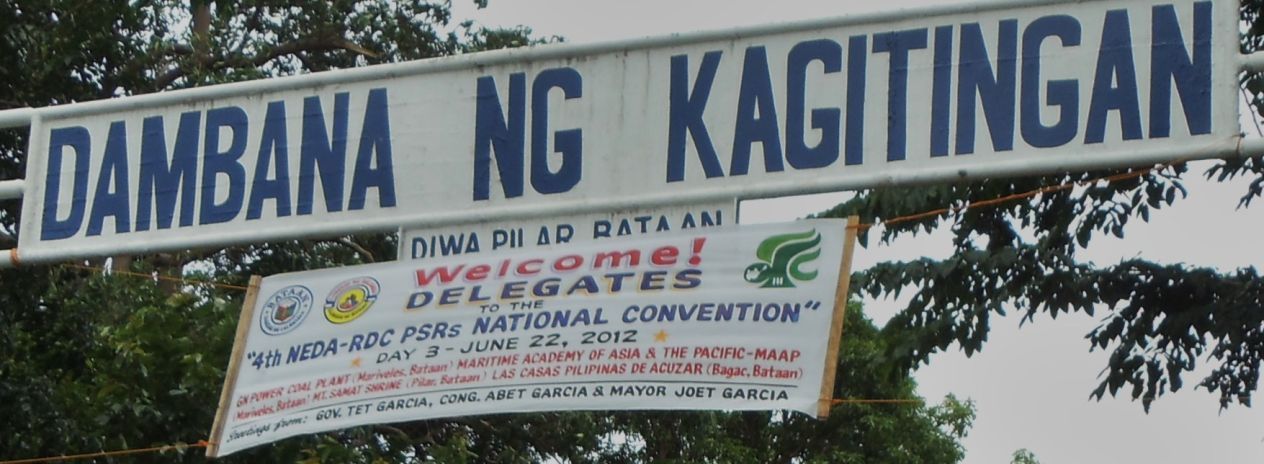 DAMBANA NG KAGITINGAN
DIWA PILAR BATAAN
Welcome!
DELEGATES
TO THE
"4th NEDA-RDC PSRs NATIONAL CONVENTION"
DAY 3 - JUNE 22, 2012
GN POWER COAL PLANT (Mariveles, Bataan) MARITIME ACADEMY OF ASIA & THE PACIFIC-MAAP
(Mariveles, Bataan) MT. SAMAT SHRINE (Pilar, Bataan) LAS CASAS PILIPINAS DE ACUZAR (Bagac, Bataan)
Greetings from: GOV. TET GARCIA, CONG. ABET GARCIA & MAYOR JOET GARCIA
BATAAN